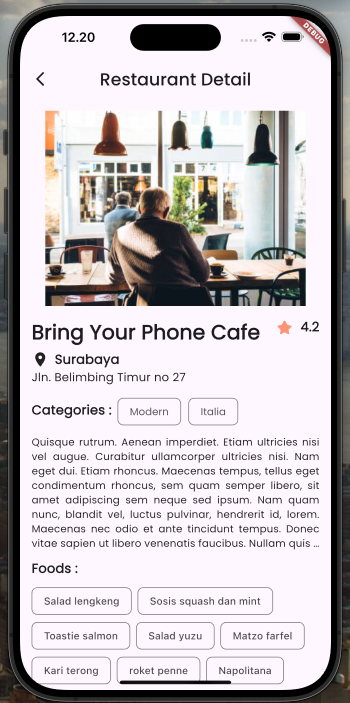 12.20
DEBUG
Restaurant Detail
Bring Your Phone Cafe 4.2
Surabaya
Jln. Belimbing Timur no 27
Categories : Modern Italia
Quisque rutrum. Aenean imperdiet. Etiam ultricies nisi
vel augue. Curabitur ullamcorper ultricies nisi. Nam
eget dui. Etiam rhoncus. Maecenas tempus, tellus eget
condimentum rhoncus, sem quam semper libero, sit
amet adipiscing sem neque sed ipsum. Nam quam
nunc, blandit vel, luctus pulvinar, hendrerit id, lorem.
Maecenas nec odio et ante tincidunt tempus. Donec
vitae sapien ut libero venenatis faucibus. Nullam quis ...
Foods :
Salad lengkeng Sosis squash dan mint
Toastie salmon Salad yuzu Matzo farfel
Kari terong roket penne Napolitana